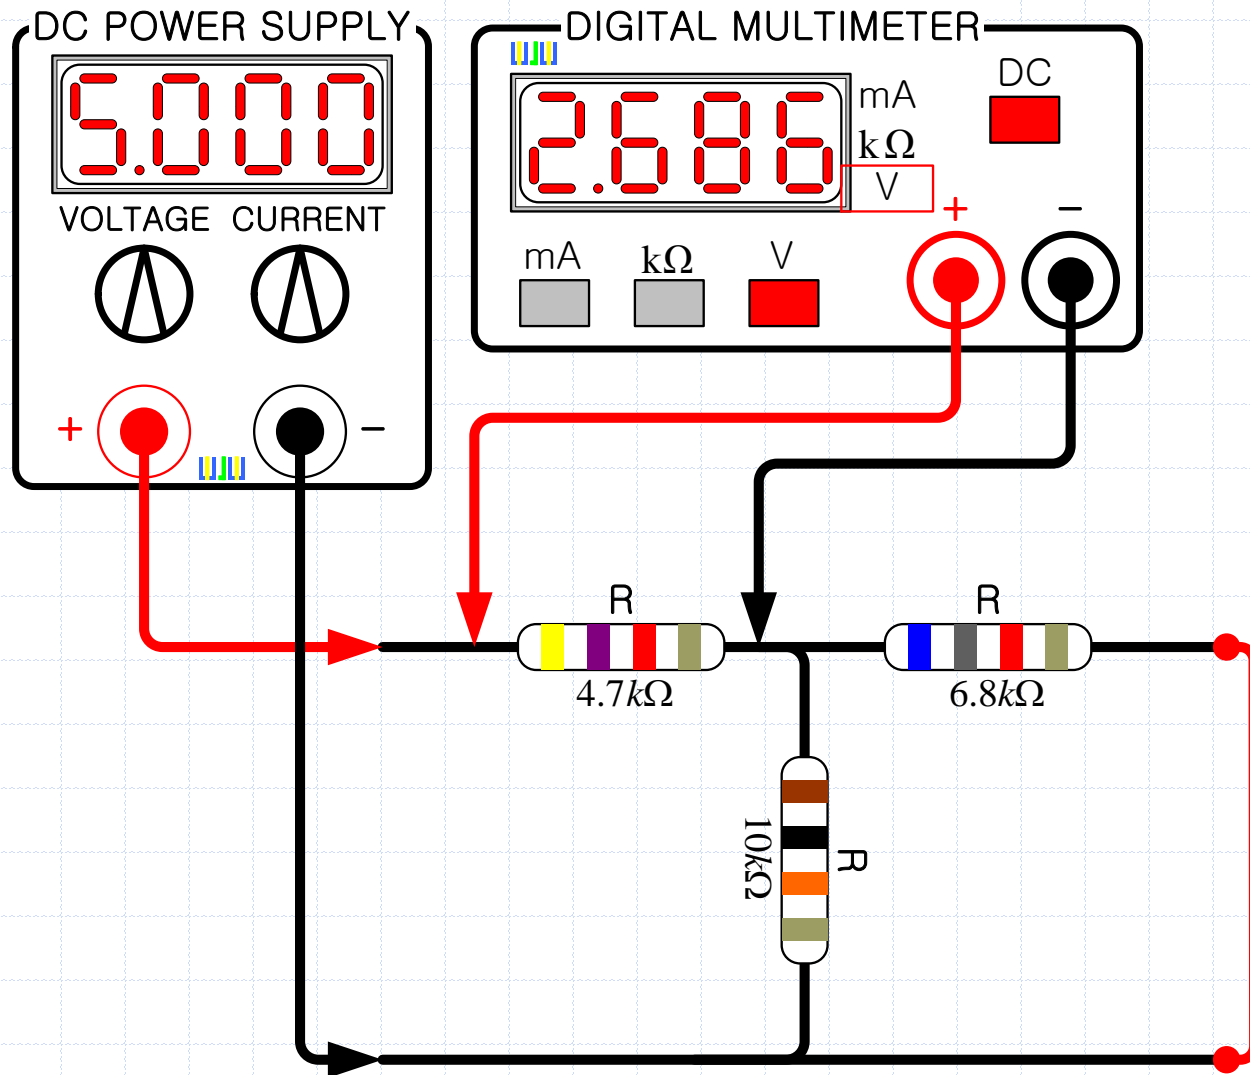 DC POWER SUPPLY
5.000
VOLTAGE CURRENT
+ −
DIGITAL MULTIMETER
2.686
mA
kΩ
V
DC
+ −
mA kΩ V
R
4.7kΩ
R
6.8kΩ
R
10kΩ